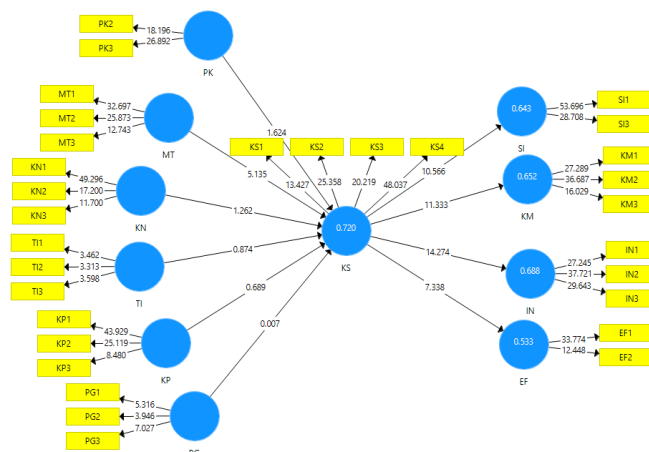 PK2
18.196
PK3
26.892
PK
MT1
32.697
MT2
25.873
MT3
12.743
MT
KN1
49.296
KN2
17.200
KN3
11.700
KN
TI1
3.462
TI2
3.313
TI3
3.598
TI
KP1
43.929
KP2
25.119
KP3
8.480
KP
PG1
5.316
PG2
3.946
PG3
7.027
1.624
5.135
1.262
0.874
0.689
0.007
KS1
KS2
KS3
KS4
13.427
25.358
20.219
48.037
0.720
KS
10.566
11.333
14.274
7.338
0.643
SI
53.696
SI1
28.708
SI3
0.652
KM
27.289
KM1
36.687
KM2
16.029
KM3
0.688
IN
27.245
IN1
37.721
IN2
29.643
IN3
0.533
EF
33.774
EF1
12.448
EF2